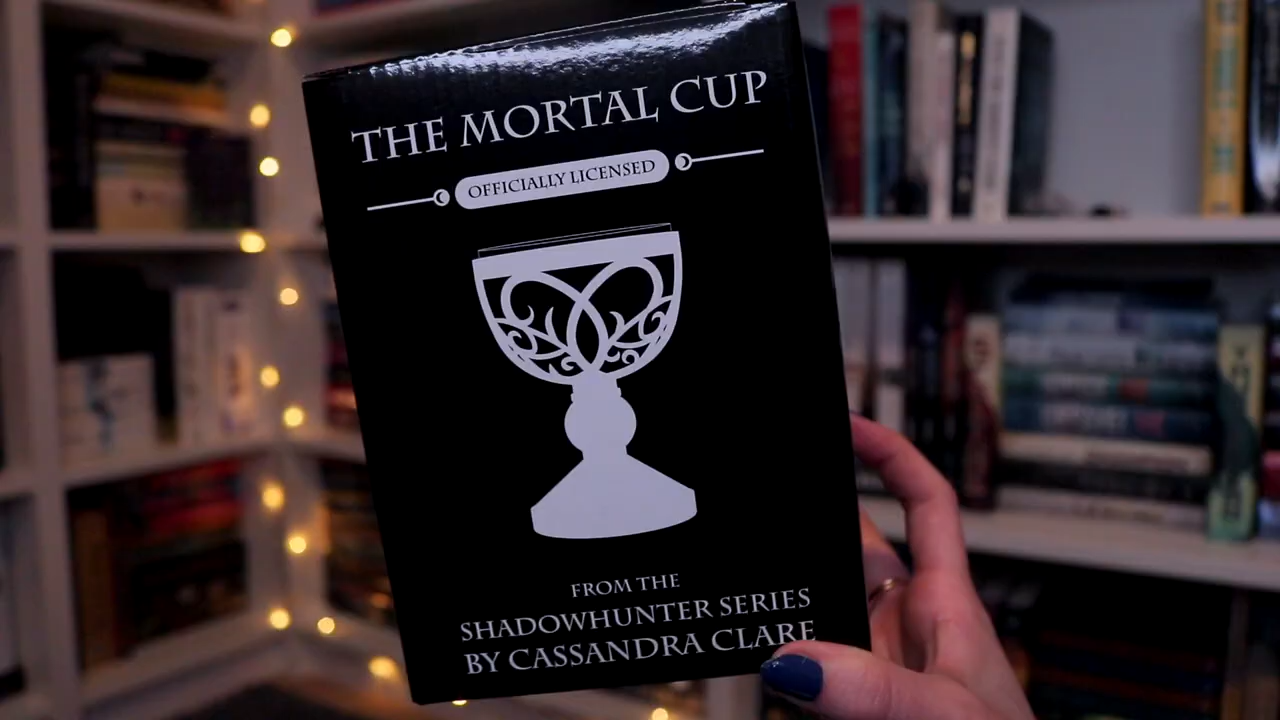 THE MORTAL CUP
OFFICIALLY LICENSED
FROM THE
SHADOWHUNTER SERIES
BY CASSANDRA CLARE